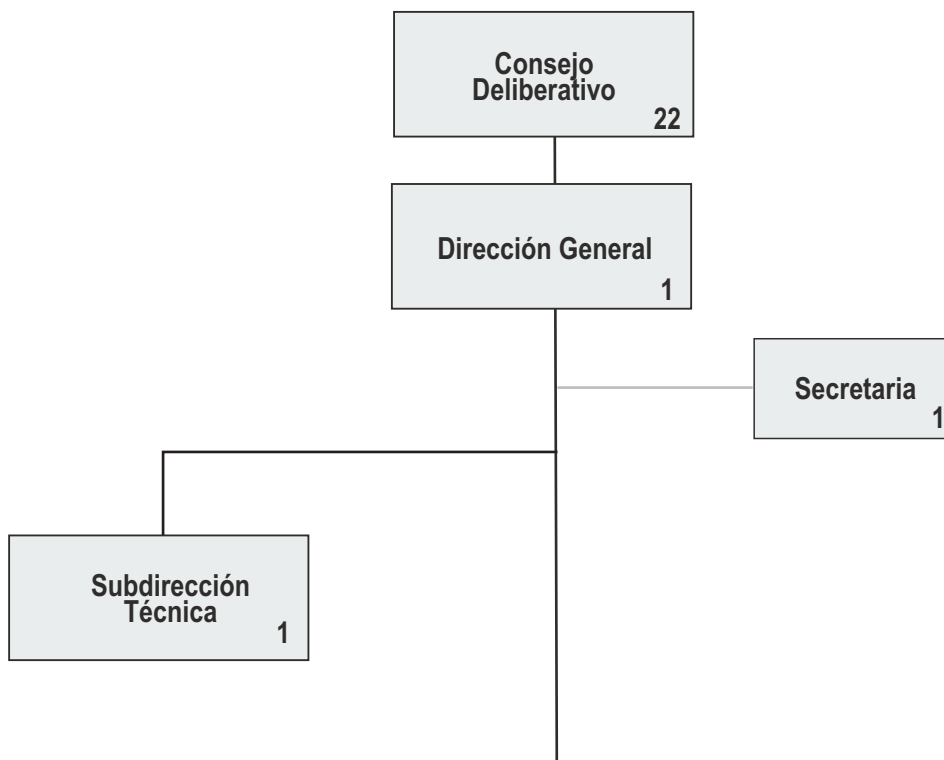 Consejo
Deliberativo
22
Dirección General
1
Secretaria
1
Subdirección
Técnica
1